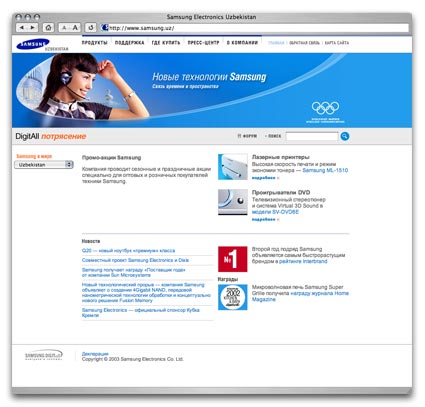 Samsung Electronics Uzbekistan
http://www.samsung.uz/
SAMSUNG
UZBEKISTAN
ПРОДУКТЫ ПОДДЕРЖКА ГДЕ КУПИТЬ ПРЕСС-ЦЕНТР О КОМПАНИИ
ГЛАВНАЯ ОБРАТНАЯ СВЯЗЬ КАРТА САЙТА
Новые технологии Samsung
Связь времени и пространства
DigitAll потрясение
ФОРУМ ПОИСК
Samsung в мире
Uzbekistan
Промо-акции Samsung
Компания проводит сезонные и праздничные акции
специально для оптовых и розничных покупателей
техники Samsung.
Лазерные принтеры
Высокая скорость печати и режим
экономии тонера — Samsung ML-1510
подробнее »
Проигрыватели DVD
Телевизионный стереотюнер
и система Virtual 3D Sound в
модели SV-DVD6E
подробнее »
Новости
Q20 — новый ноутбук «премиум» класса
Совместный проект Samsung Electronics и Disie
Samsung получает награду «Поставщик года»
от компании Sun Microsystems
Новый технологический прорыв — компания Samsung
объявляет о создании 4Gigabit NAND, передовой
нанометрической технологии обработки и концептуально
нового решения Fusion Memory
Samsung Electronics — официальный спонсор Кубка
Кремля
№1
Второй год подряд Samsung
объявляется самым быстрорастущим
брендом в рейтинге Interbrand
Награды
2002
Микроволновая печь Samsung Super
Grille получила награду журнала Home
Magazine
SAMSUNG DIGITall
Декларация
Copyright © 2003 Samsung Electronics Co. Ltd.